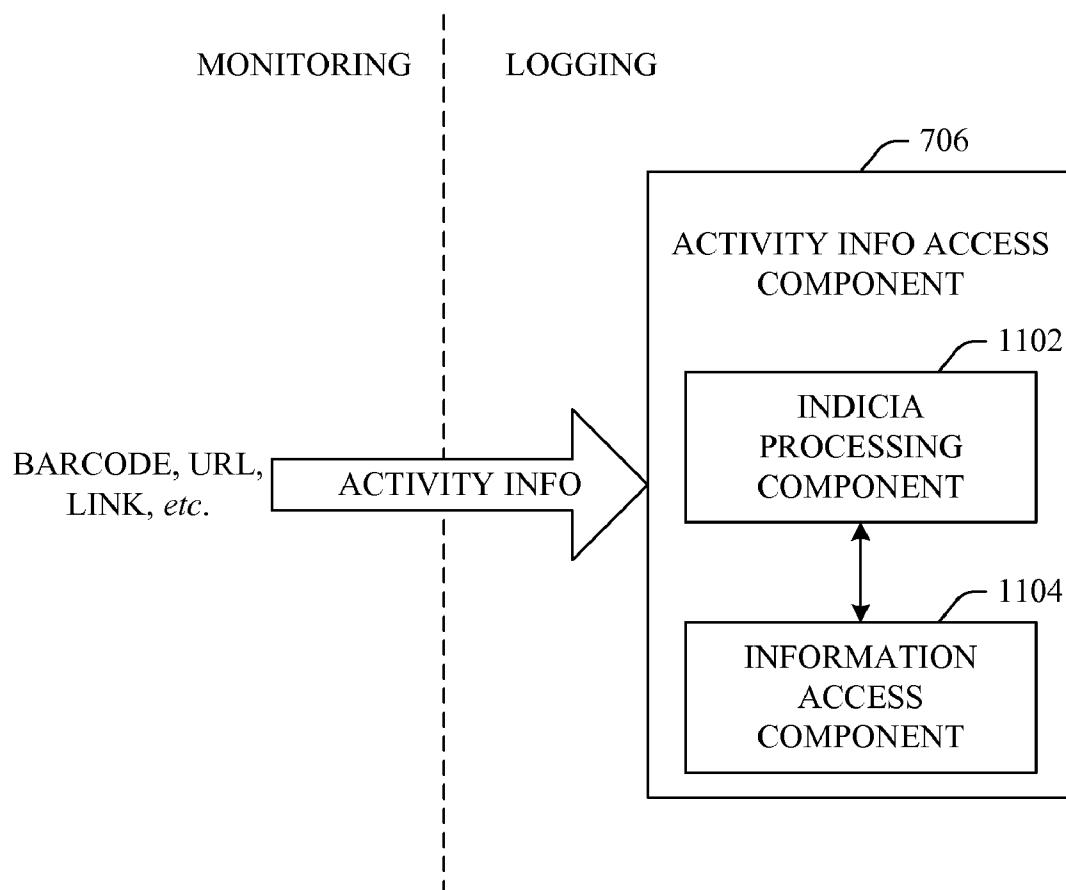 MONITORING
LOGGING
706
ACTIVITY INFO ACCESS
COMPONENT
1102
INDICIA
PROCESSING
COMPONENT
BARCODE, URL,
LINK, etc.
ACTIVITY INFO
1104
INFORMATION
ACCESS
COMPONENT